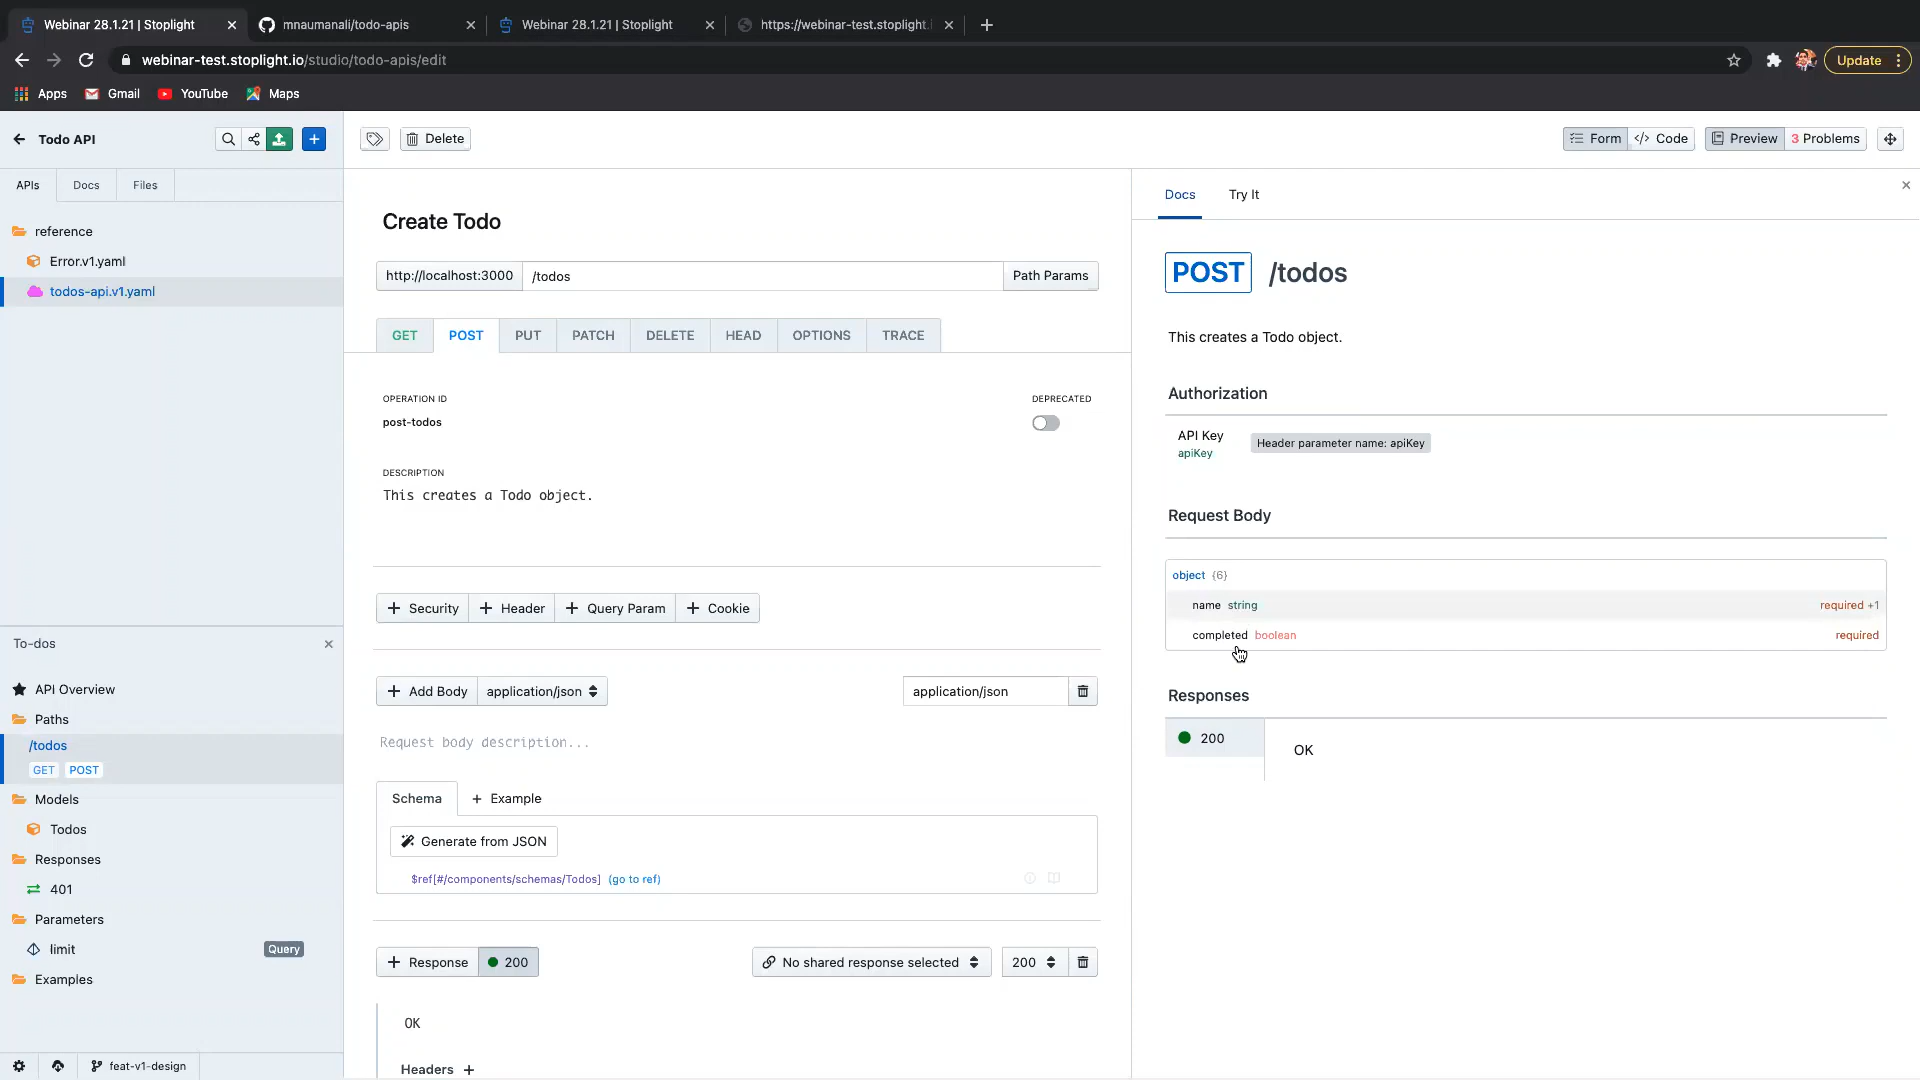 Webinar 28.1.21 | Stoplight
mnaumanali/todo-apis
Webinar 28.1.21 | Stoplight
https://webinar-test.stoplight.i
webinar-test.stoplight.io/studio/todo-apis/edit
Update
Apps
Gmail
YouTube
Maps
Todo API
Delete
Form
Code
Preview
3 Problems
APIs
Docs
Files
reference
Error.v1.yaml
todos-api.v1.yaml
Create Todo
http://localhost:3000
/todos
Path Params
GET
POST
PUT
PATCH
DELETE
HEAD
OPTIONS
TRACE
OPERATION ID
post-todos
DEPRECATED
DESCRIPTION
This creates a Todo object.
Security
Header
Query Param
Cookie
Add Body
application/json
application/json
Request body description...
Schema
Example
Generate from JSON
$ref[#/components/schemas/Todos] (go to ref)
Response
200
No shared response selected
200
OK
Headers
Docs
Try It
POST /todos
This creates a Todo object.
Authorization
API Key
apiKey
Header parameter name: apiKey
Request Body
object {6}
name string required +1
completed boolean required
Responses
200
OK
To-dos
API Overview
Paths
/todos
GET POST
Models
Todos
Responses
401
Parameters
limit Query
Examples
feat-v1-design